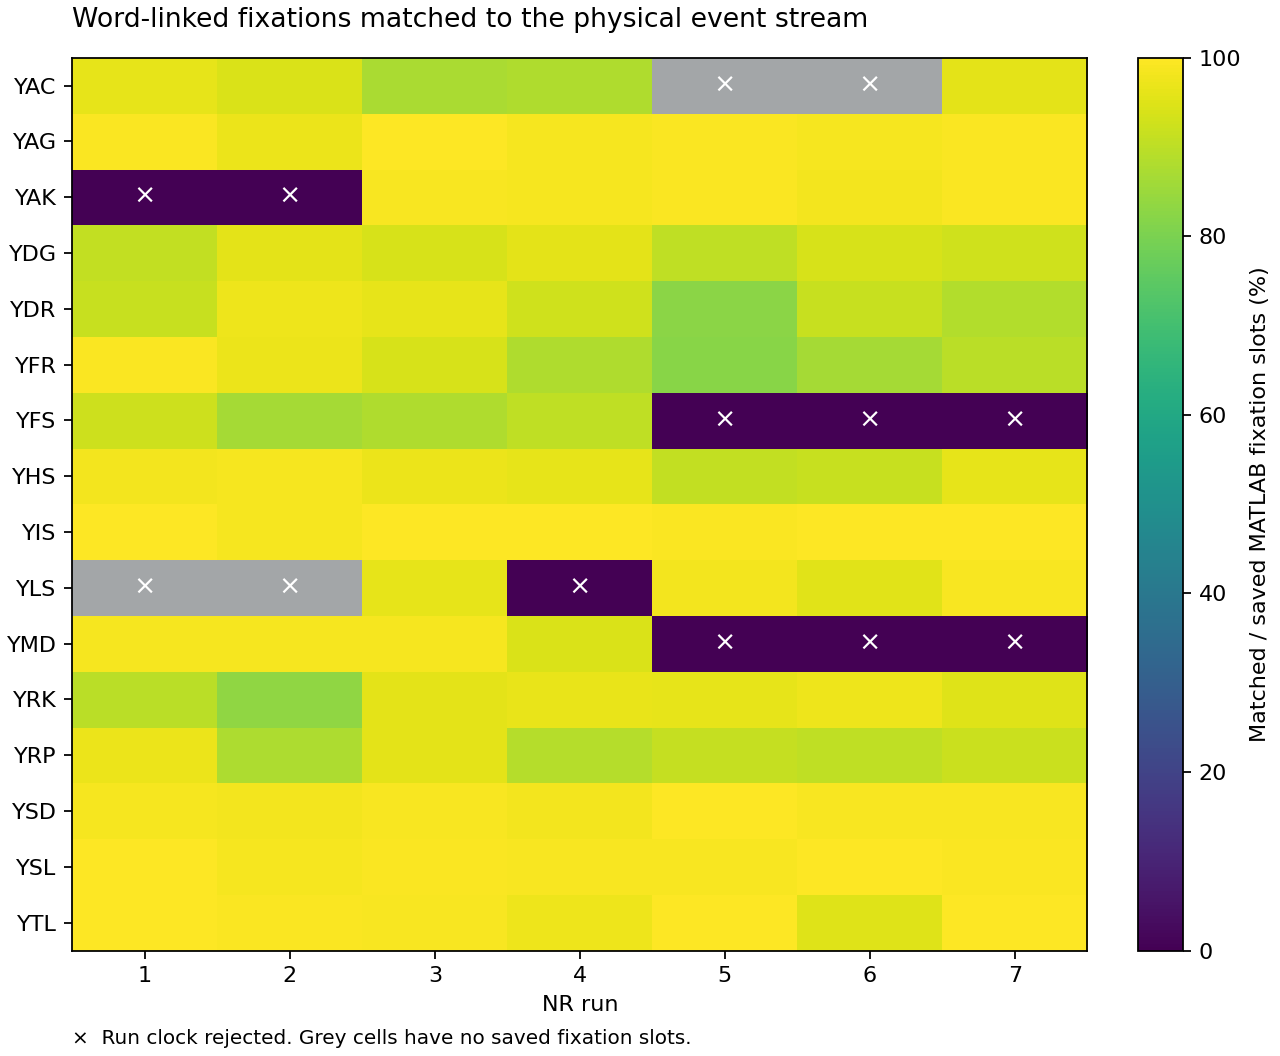 Word-linked fixations matched to the physical event stream
YAC
YAG
YAK
YDG
YDR
YFR
YFS
YHS
YIS
YLS
YMD
YRK
YRP
YSD
YSL
YTL
1 2 3 4 5 6 7
NR run
× Run clock rejected. Grey cells have no saved fixation slots.
100
80
60
40
20
0
Matched / saved MATLAB fixation slots (%)